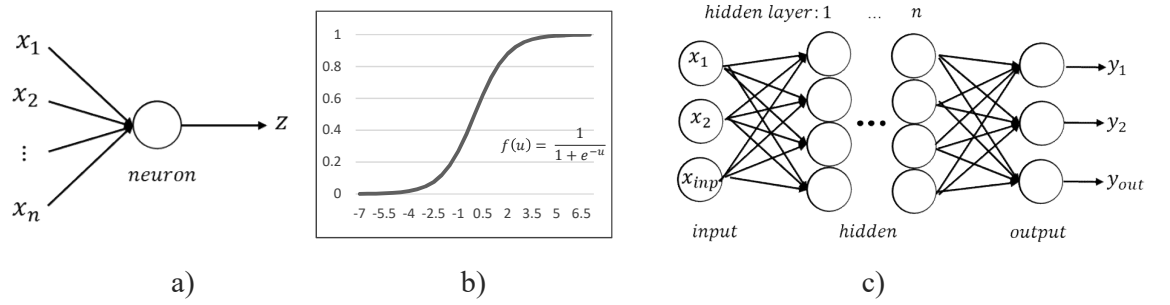 x₁
x₂
⋮
xₙ
neuron
z
1
0.8
0.6
0.4
0.2
0
-7 -5.5 -4 -2.5 -1 0.5 2 3.5 5 6.5
f(u) = 1 / 1 + e⁻ᵘ
hidden layer: 1 ... n
x₁
x₂
xᵢₙₚ
•••
y₁
y₂
yₒᵤₜ
input hidden output
a) b) c)